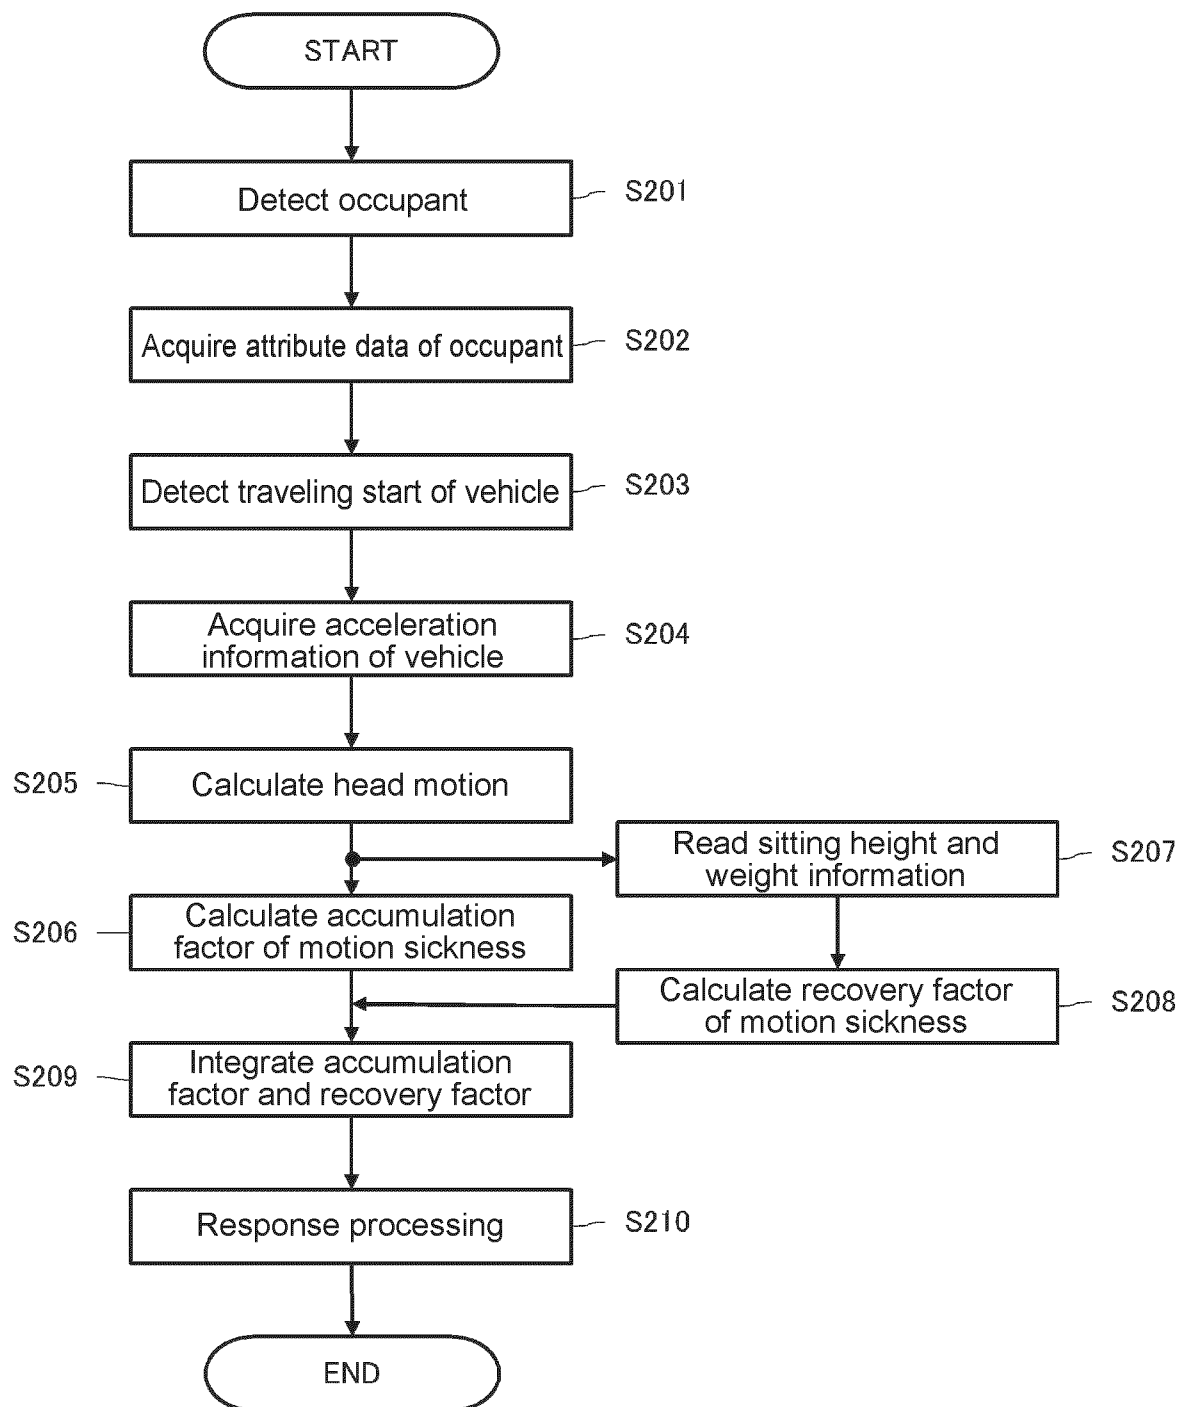 START
Detect occupant
S201
Acquire attribute data of occupant
S202
Detect traveling start of vehicle
S203
Acquire acceleration
information of vehicle
S204
S205
Calculate head motion
Read sitting height and
weight information
S207
S206
Calculate accumulation
factor of motion sickness
Calculate recovery factor
of motion sickness
S208
S209
Integrate accumulation
factor and recovery factor
Response processing
S210
END